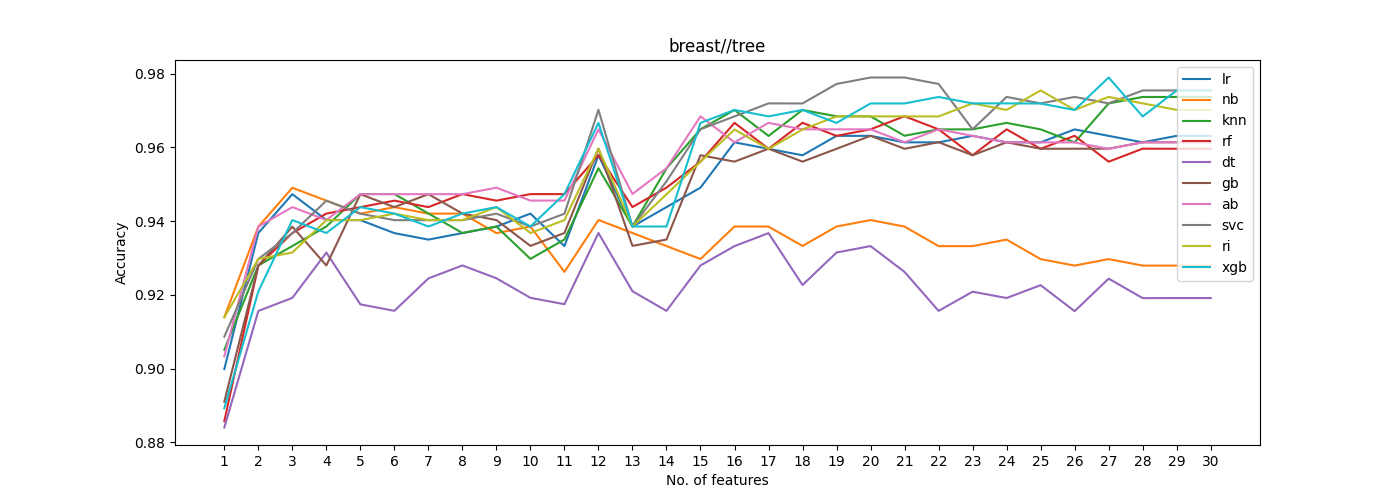 breast//tree
Accuracy
0.98
0.96
0.94
0.92
0.90
0.88
lr
nb
knn
rf
dt
gb
ab
svc
ri
xgb
1 2 3 4 5 6 7 8 9 10 11 12 13 14 15 16 17 18 19 20 21 22 23 24 25 26 27 28 29 30
No. of features